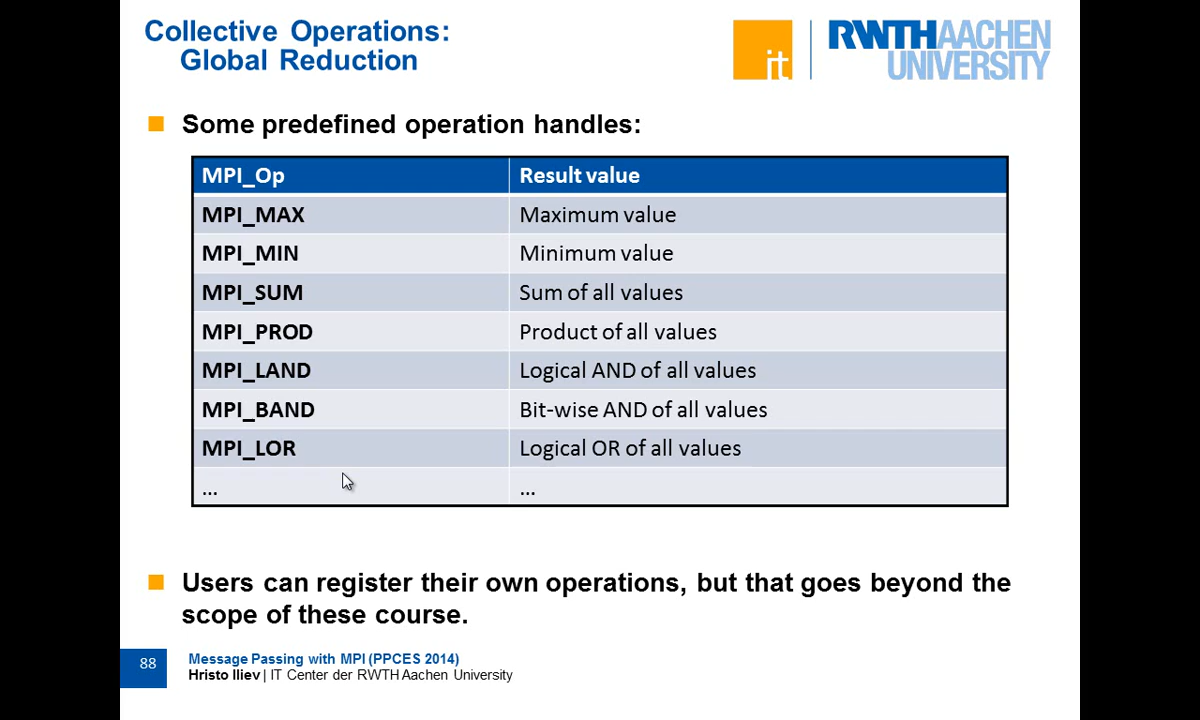 Collective Operations:
Global Reduction
it
RWTHAACHEN
UNIVERSITY
Some predefined operation handles:
MPI_Op Result value
MPI_MAX Maximum value
MPI_MIN Minimum value
MPI_SUM Sum of all values
MPI_PROD Product of all values
MPI_LAND Logical AND of all values
MPI_BAND Bit-wise AND of all values
MPI_LOR Logical OR of all values
... ...
Users can register their own operations, but that goes beyond the
scope of these course.
88
Message Passing with MPI (PPCES 2014)
Hristo Iliev | IT Center der RWTH Aachen University